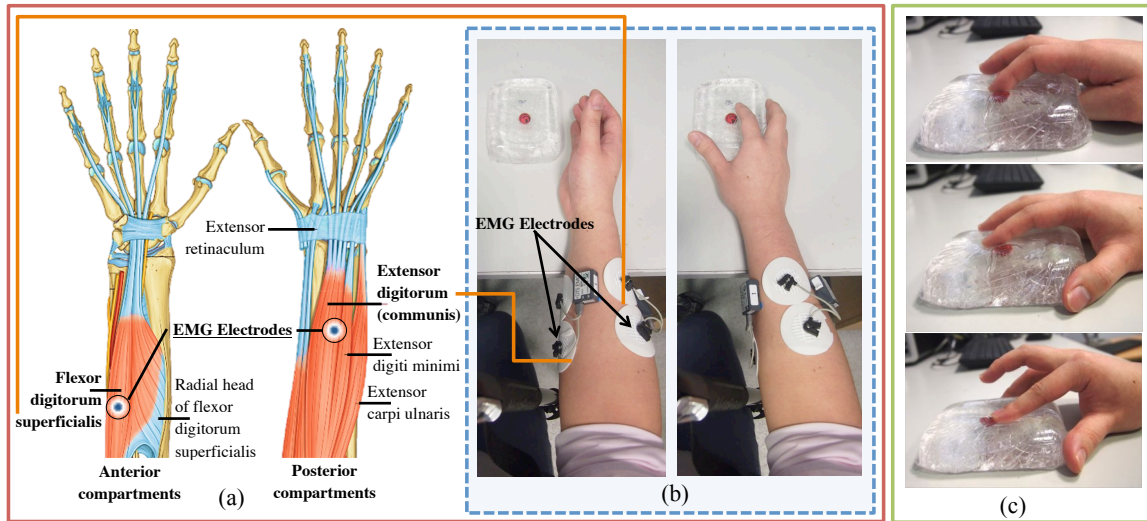 Extensor
retinaculum
Extensor
digitorum
(communis)
EMG Electrodes
Extensor
digiti minimi
Flexor
digitorum
superficialis
Radial head
of flexor
digitorum
superficialis
Extensor
carpi ulnaris
Anterior
compartments
(a)
Posterior
compartments
EMG Electrodes
(b)
(c)